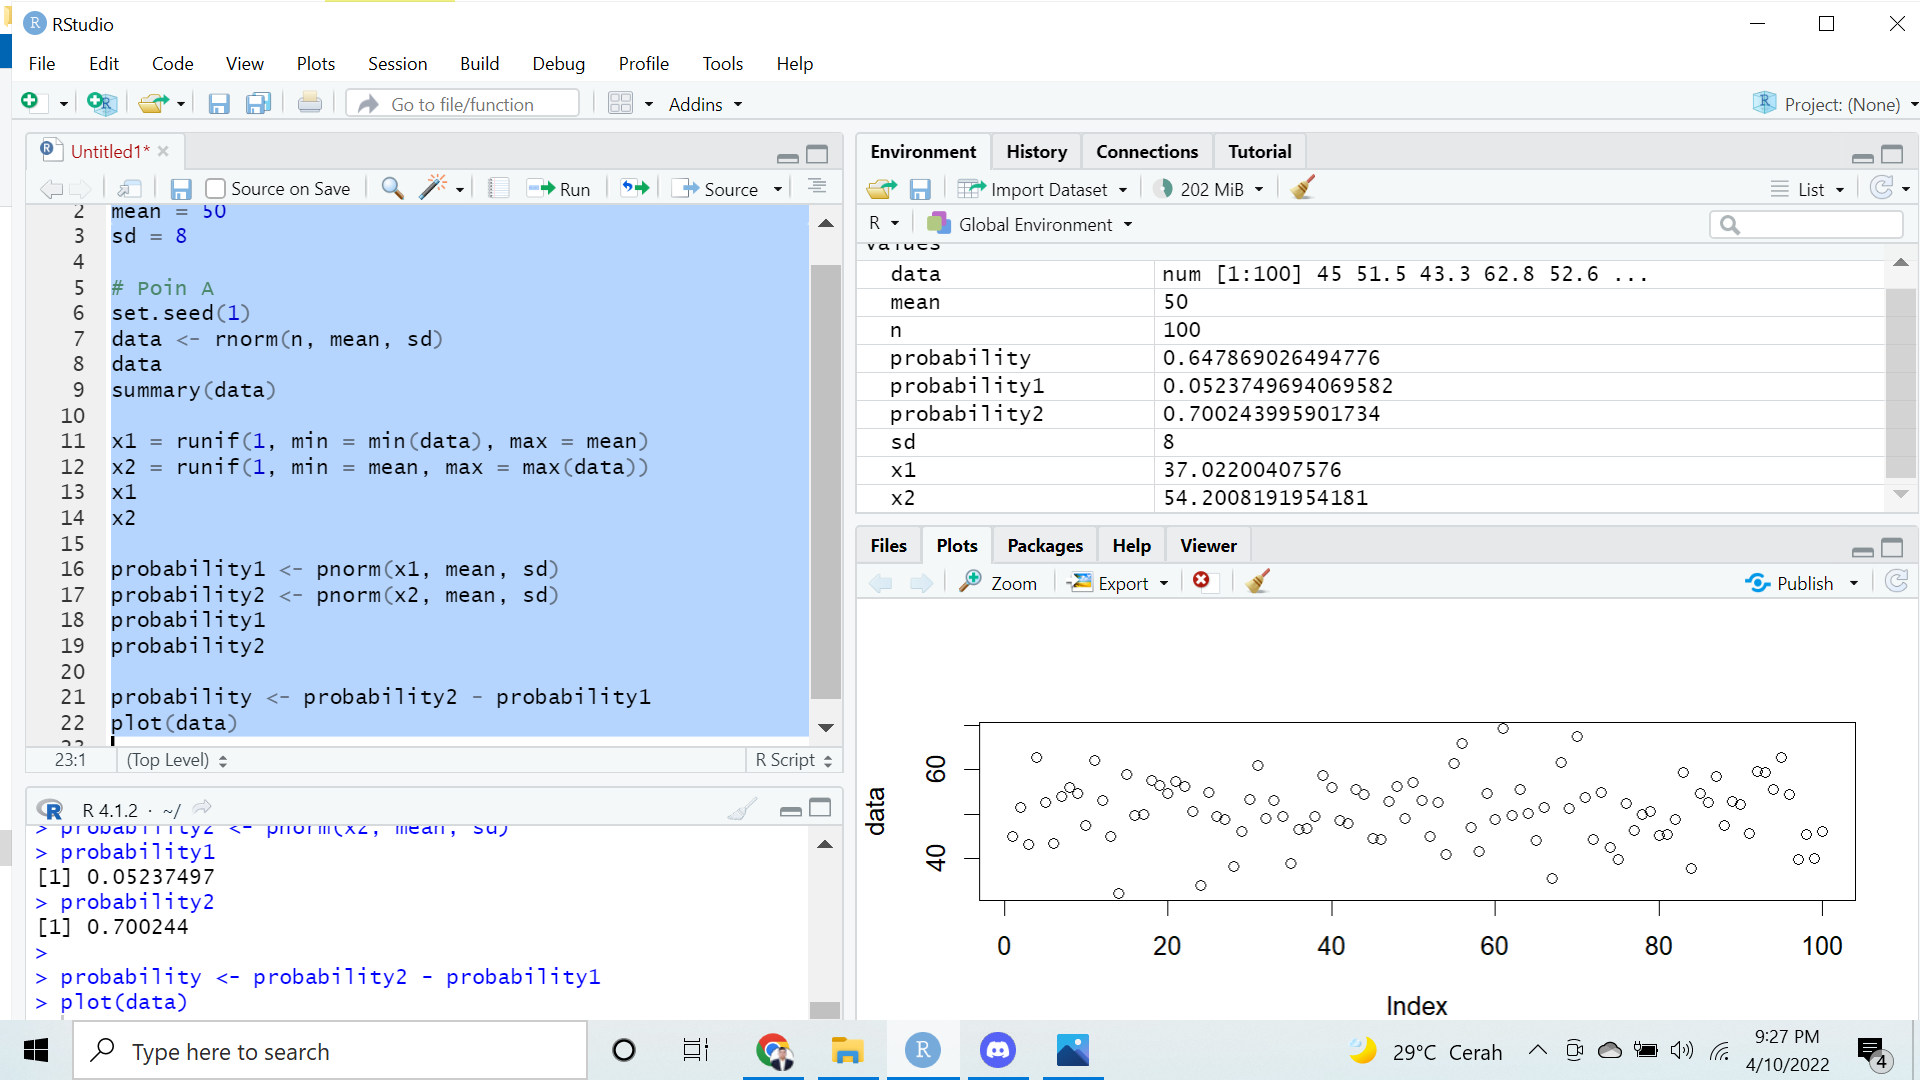 RStudio
File Edit Code View Plots Session Build Debug Profile Tools Help
Go to file/function Addins Project: (None)
Untitled1*
Source on Save Run Source
2 mean = 50
3 sd = 8
4
5 # Poin A
6 set.seed(1)
7 data <- rnorm(n, mean, sd)
8 data
9 summary(data)
10
11 x1 = runif(1, min = min(data), max = mean)
12 x2 = runif(1, min = mean, max = max(data))
13 x1
14 x2
15
16 probability1 <- pnorm(x1, mean, sd)
17 probability2 <- pnorm(x2, mean, sd)
18 probability1
19 probability2
20
21 probability <- probability2 - probability1
22 plot(data)
23
23:1 (Top Level) R Script
R 4.1.2 · ~/
> probability2 <- pnorm(x2, mean, sd)
> probability1
[1] 0.05237497
> probability2
[1] 0.700244
>
> probability <- probability2 - probability1
> plot(data)
Environment History Connections Tutorial
Import Dataset 202 MiB List
R Global Environment
Values
data num [1:100] 45 51.5 43.3 62.8 52.6 ...
mean 50
n 100
probability 0.647869026494776
probability1 0.0523749694069582
probability2 0.700243995901734
sd 8
x1 37.02200407576
x2 54.2008191954181
Files Plots Packages Help Viewer
Zoom Export Publish
data
60
40
0 20 40 60 80 100
Index
Type here to search
R
29°C Cerah
9:27 PM
4/10/2022
4